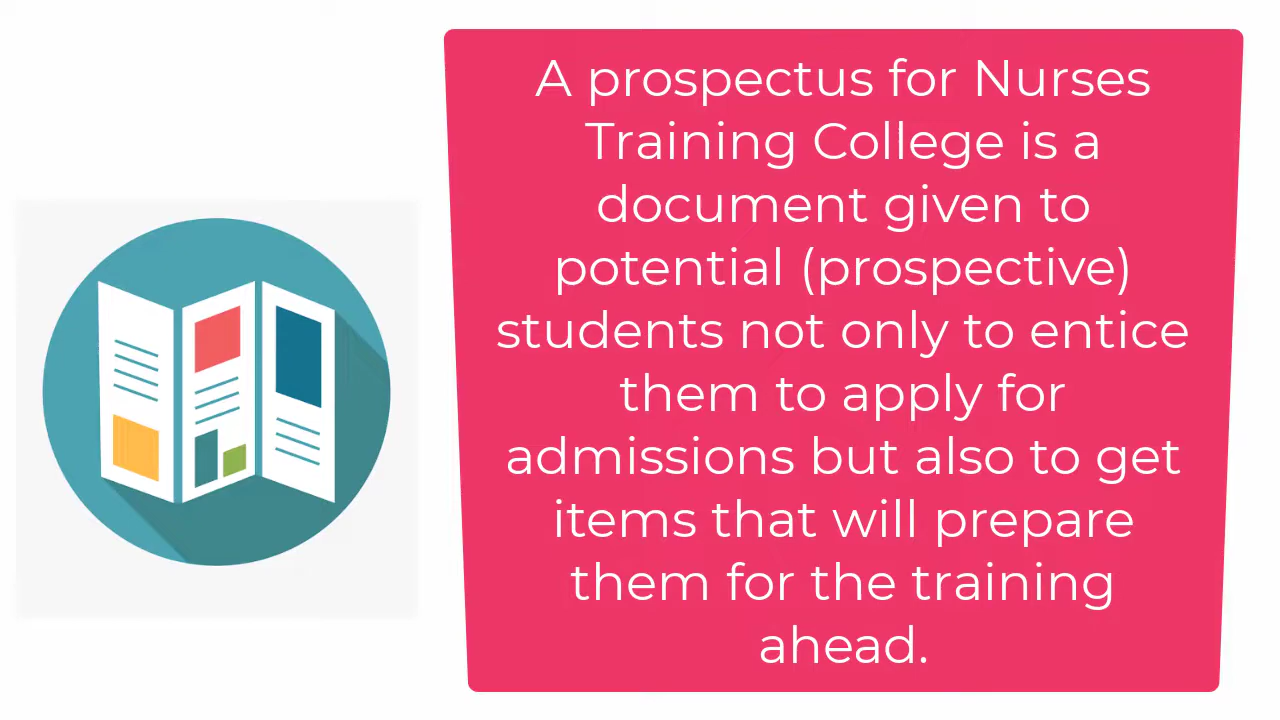 A prospectus for Nurses
Training College is a
document given to
potential (prospective)
students not only to entice
them to apply for
admissions but also to get
items that will prepare
them for the training
ahead.